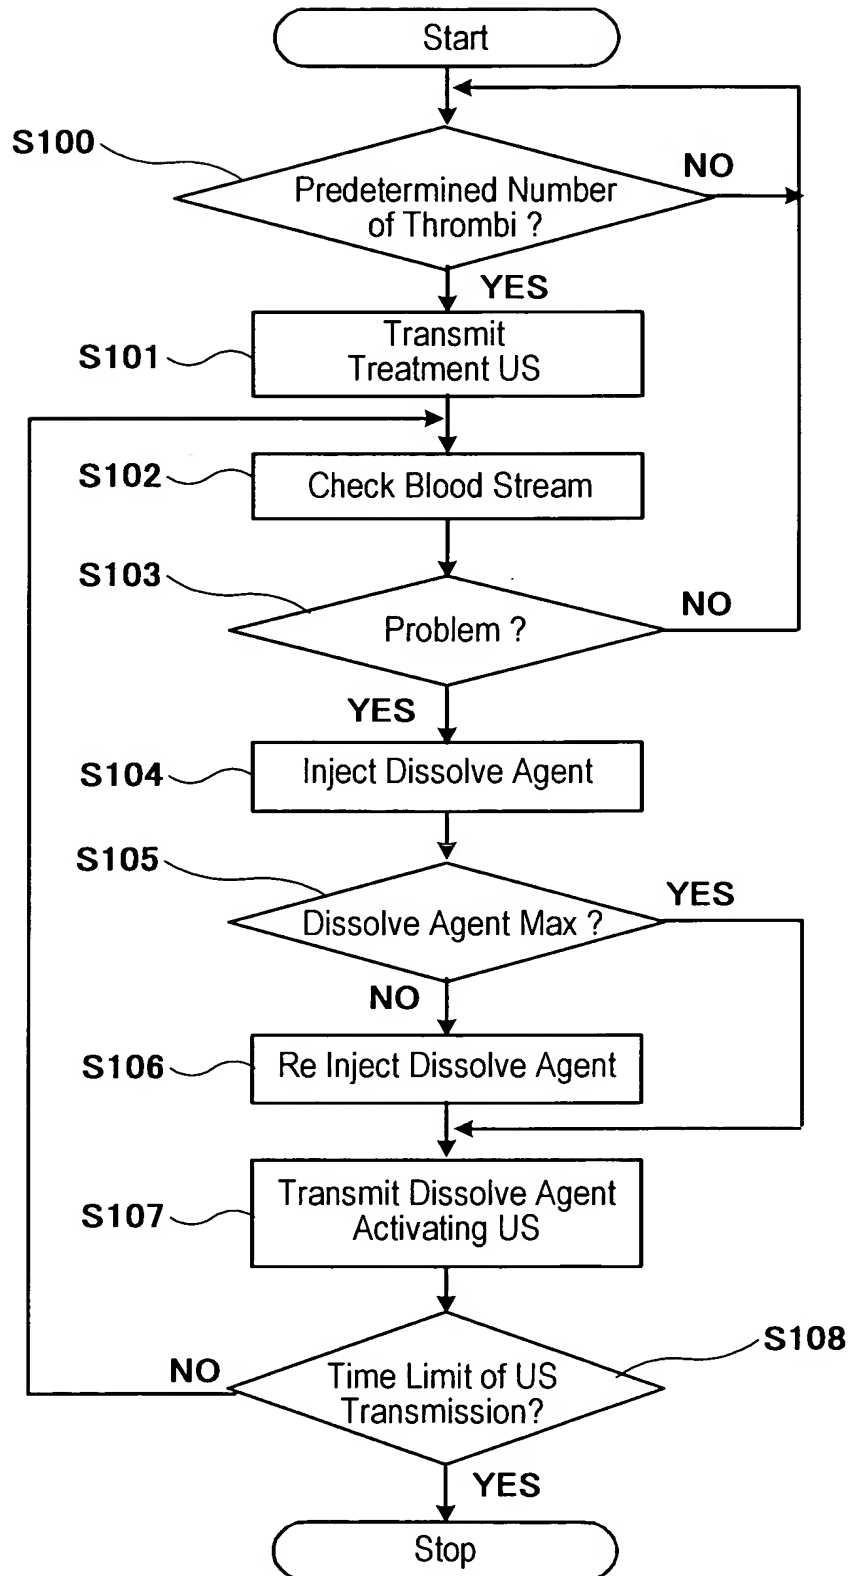 Start
S100
Predetermined Number
of Thrombi ?
NO
YES
S101
Transmit
Treatment US
S102
Check Blood Stream
S103
Problem ?
NO
YES
S104
Inject Dissolve Agent
S105
Dissolve Agent Max ?
YES
NO
S106
Re Inject Dissolve Agent
S107
Transmit Dissolve Agent
Activating US
S108
NO
Time Limit of US
Transmission?
YES
Stop